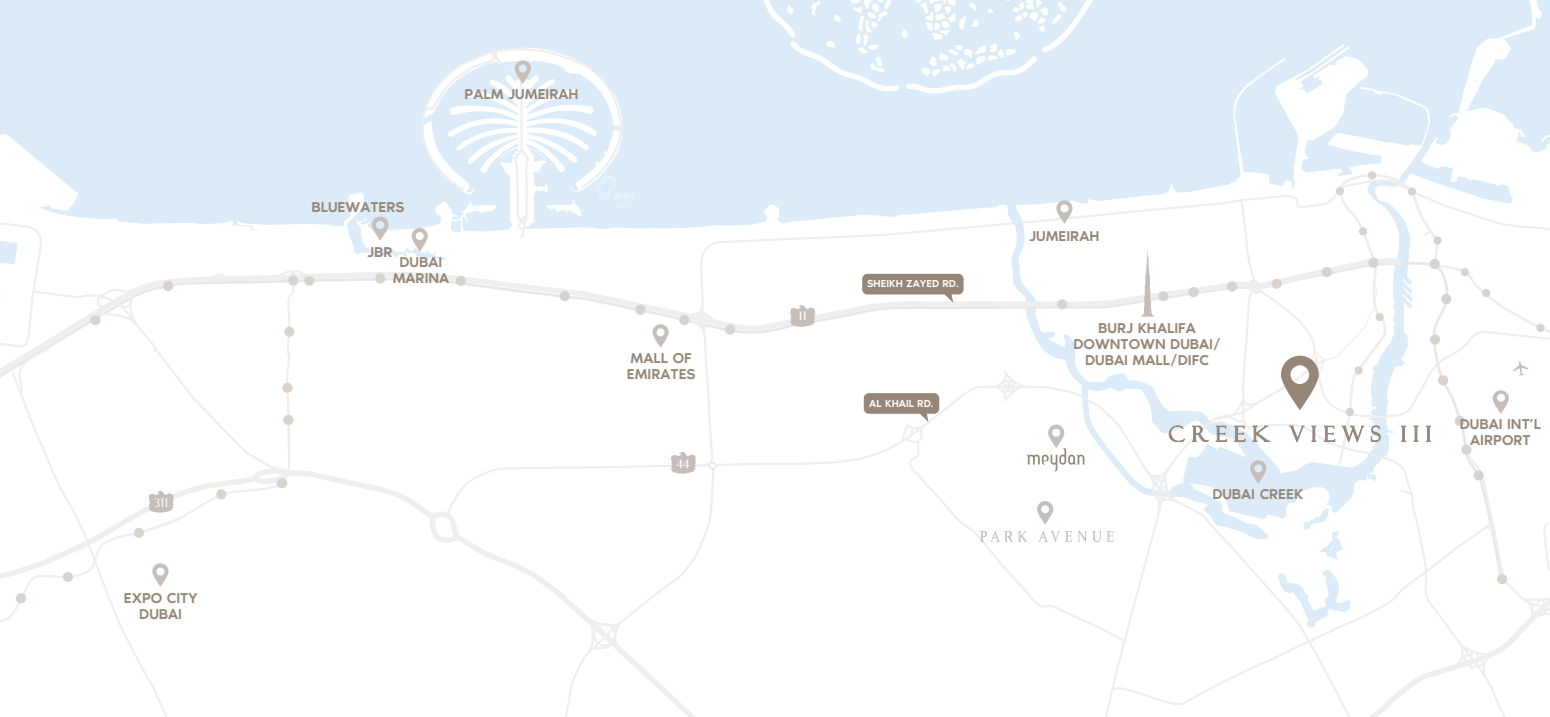 PALM JUMEIRAH
BLUEWATERS
JBR
DUBAI
MARINA
JUMEIRAH
SHEIKH ZAYED RD.
11
MALL OF
EMIRATES
BURJ KHALIFA
DOWNTOWN DUBAI/
DUBAI MALL/DIFC
AL KHAIL RD.
CREEK VIEWS III
DUBAI INT'L
AIRPORT
meydan
44
DUBAI CREEK
311
PARK AVENUE
EXPO CITY
DUBAI